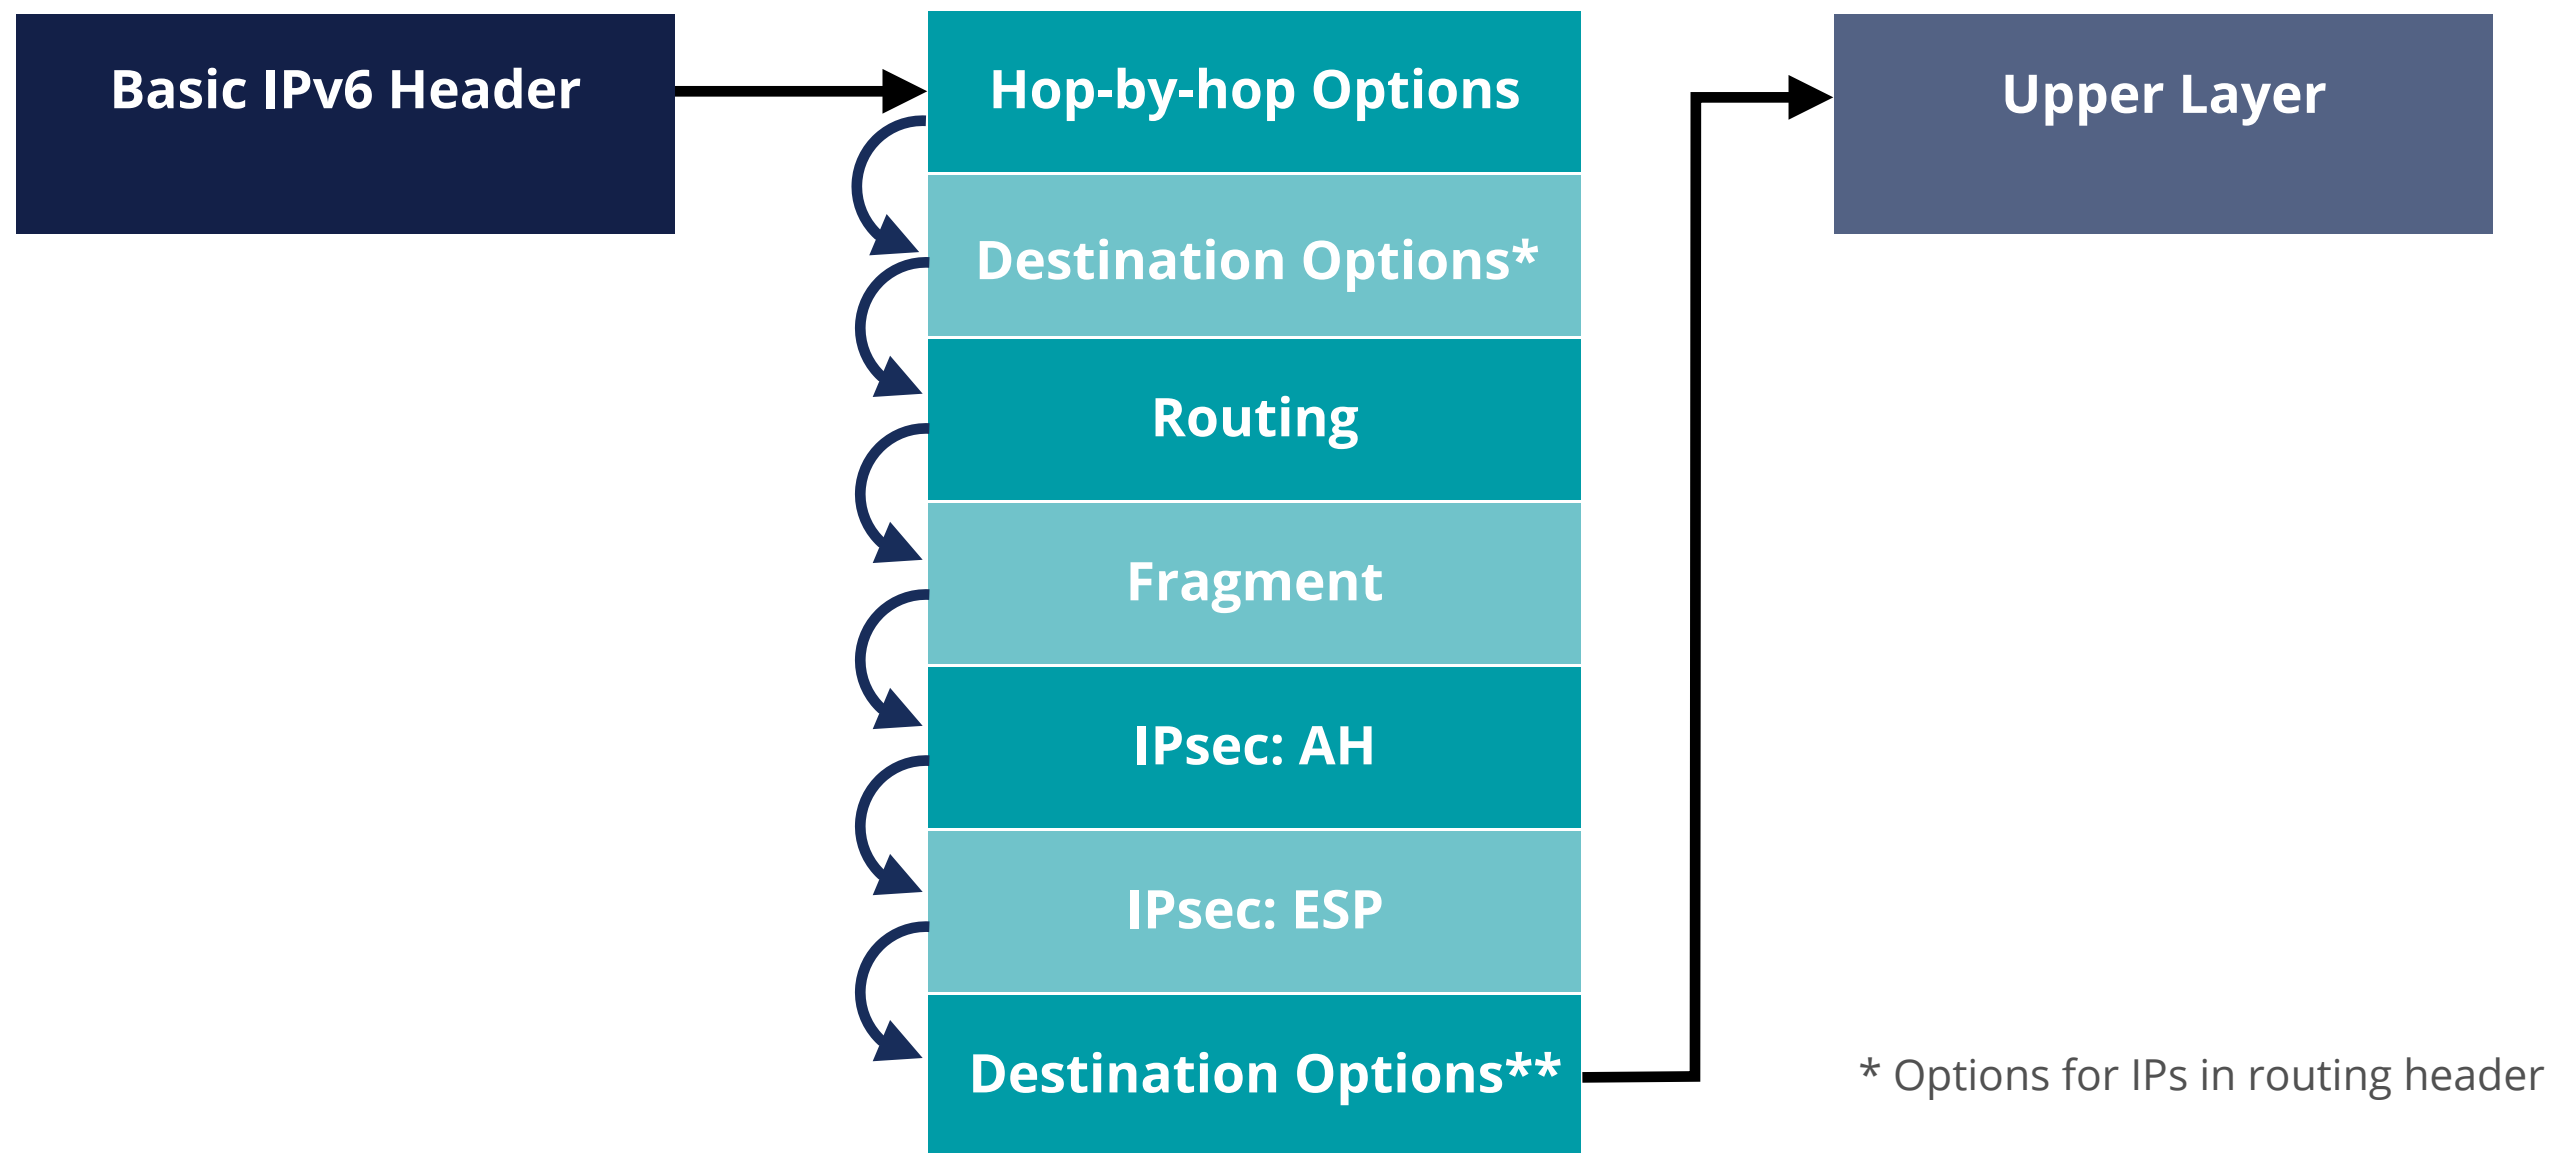 Basic IPv6 Header
Hop-by-hop Options
Destination Options*
Routing
Fragment
IPsec: AH
IPsec: ESP
Destination Options**
Upper Layer
* Options for IPs in routing header